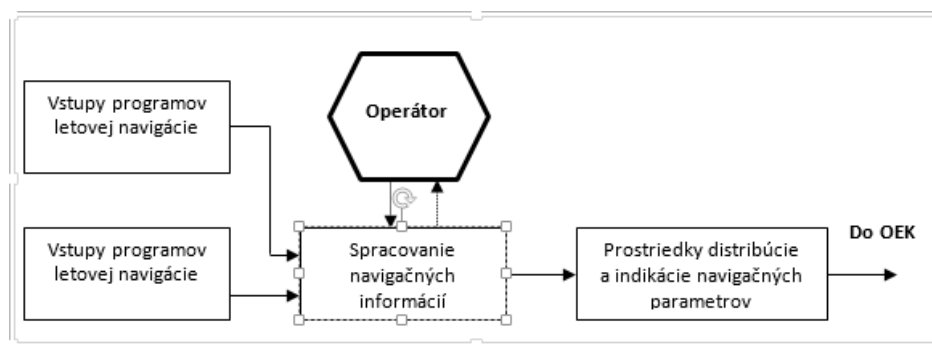 Vstupy programov
letovej navigácie
Operátor
Vstupy programov
letovej navigácie
Spracovanie
navigačných
informácií
Prostriedky distribúcie
a indikácie navigačných
parametrov
Do OEK